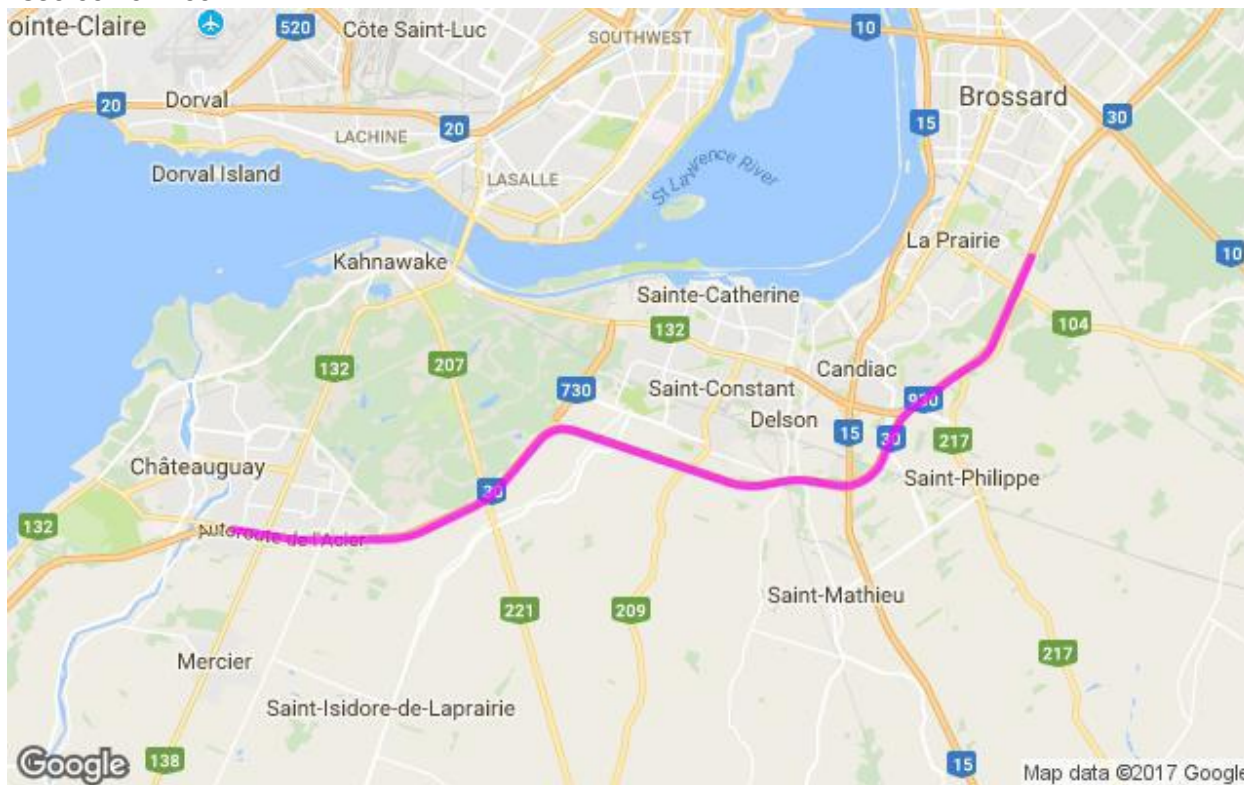 ointe-Claire
520
Côte Saint-Luc
SOUTHWEST
10
20
Dorval
LACHINE
20
15
Brossard
30
Dorval Island
LASALLE
St Lawrence River
La Prairie
10
Kahnawake
Sainte-Catherine
132
104
132
207
730
Saint-Constant
Candiac
930
Delson
15
30
217
Châteauguay
30
Saint-Philippe
132
Autoroute de l'Acier
221
209
Saint-Mathieu
217
Mercier
Saint-Isidore-de-Laprairie
Google
138
15
Map data ©2017 Google